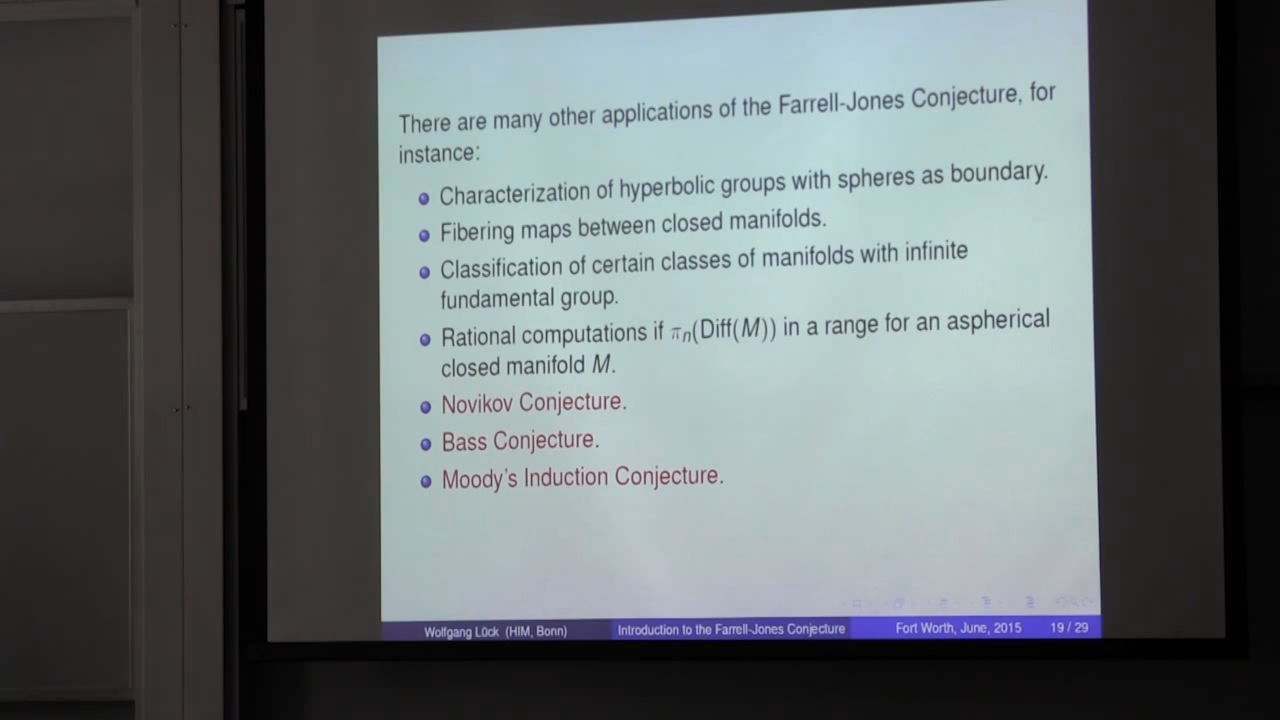 There are many other applications of the Farrell-Jones Conjecture, for
instance:
Characterization of hyperbolic groups with spheres as boundary.
Fibering maps between closed manifolds.
Classification of certain classes of manifolds with infinite
fundamental group.
Rational computations if πn(Diff(M)) in a range for an aspherical
closed manifold M.
Novikov Conjecture.
Bass Conjecture.
Moody's Induction Conjecture.
Wolfgang Lück (HIM, Bonn) Introduction to the Farrell-Jones Conjecture Fort Worth, June, 2015 19 / 29